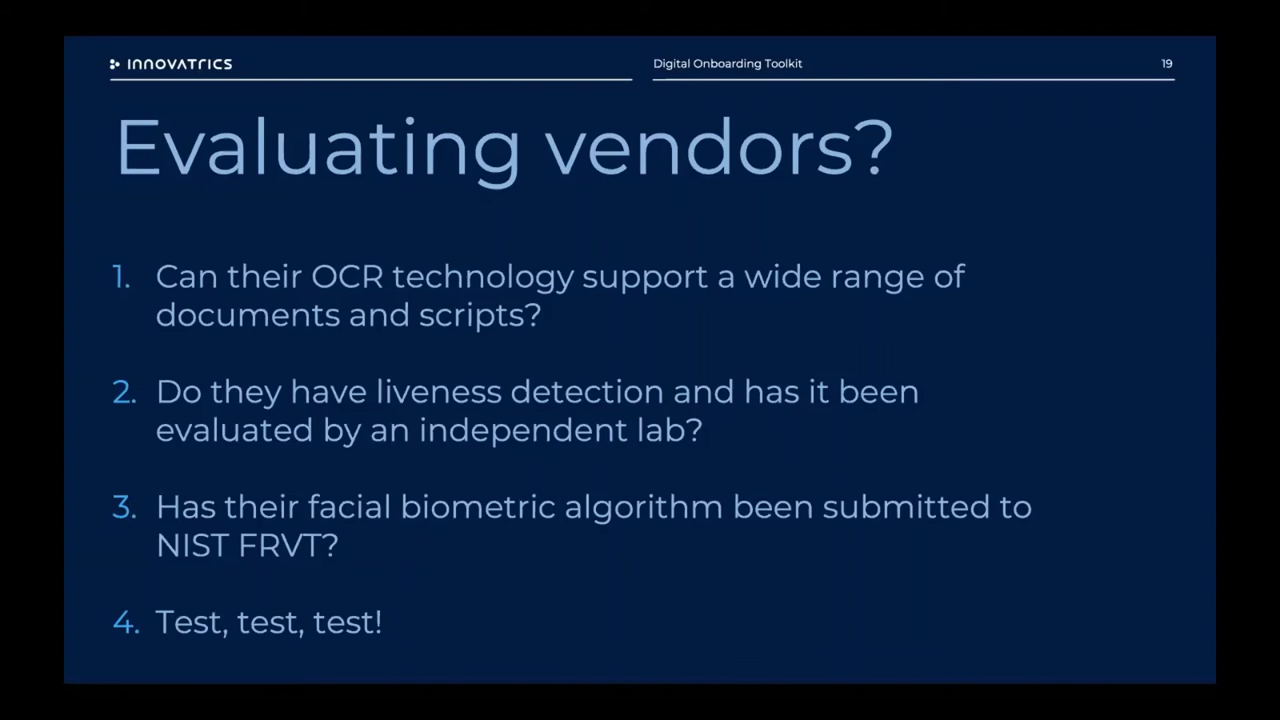 INNOVATRICS
Digital Onboarding Toolkit
19
Evaluating vendors?
1. Can their OCR technology support a wide range of
documents and scripts?
2. Do they have liveness detection and has it been
evaluated by an independent lab?
3. Has their facial biometric algorithm been submitted to
NIST FRVT?
4. Test, test, test!